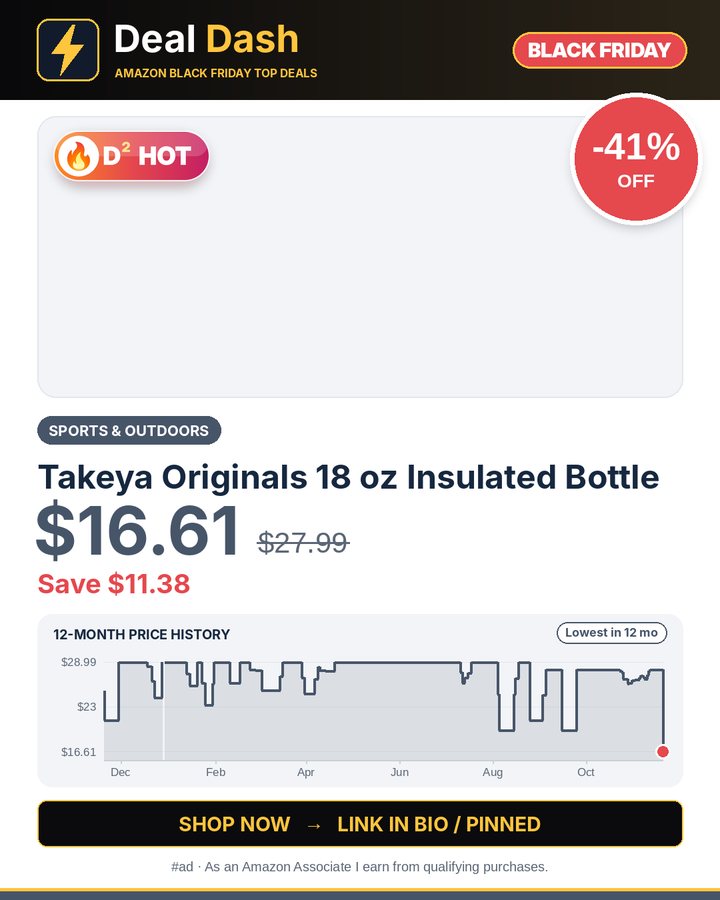 Deal Dash
AMAZON BLACK FRIDAY TOP DEALS
BLACK FRIDAY
D² HOT
-41%
OFF
SPORTS & OUTDOORS
Takeya Originals 18 oz Insulated Bottle
$16.61 $27.99
Save $11.38
12-MONTH PRICE HISTORY
Lowest in 12 mo
$28.99
$23
$16.61
Dec Feb Apr Jun Aug Oct
SHOP NOW → LINK IN BIO / PINNED
#ad · As an Amazon Associate I earn from qualifying purchases.